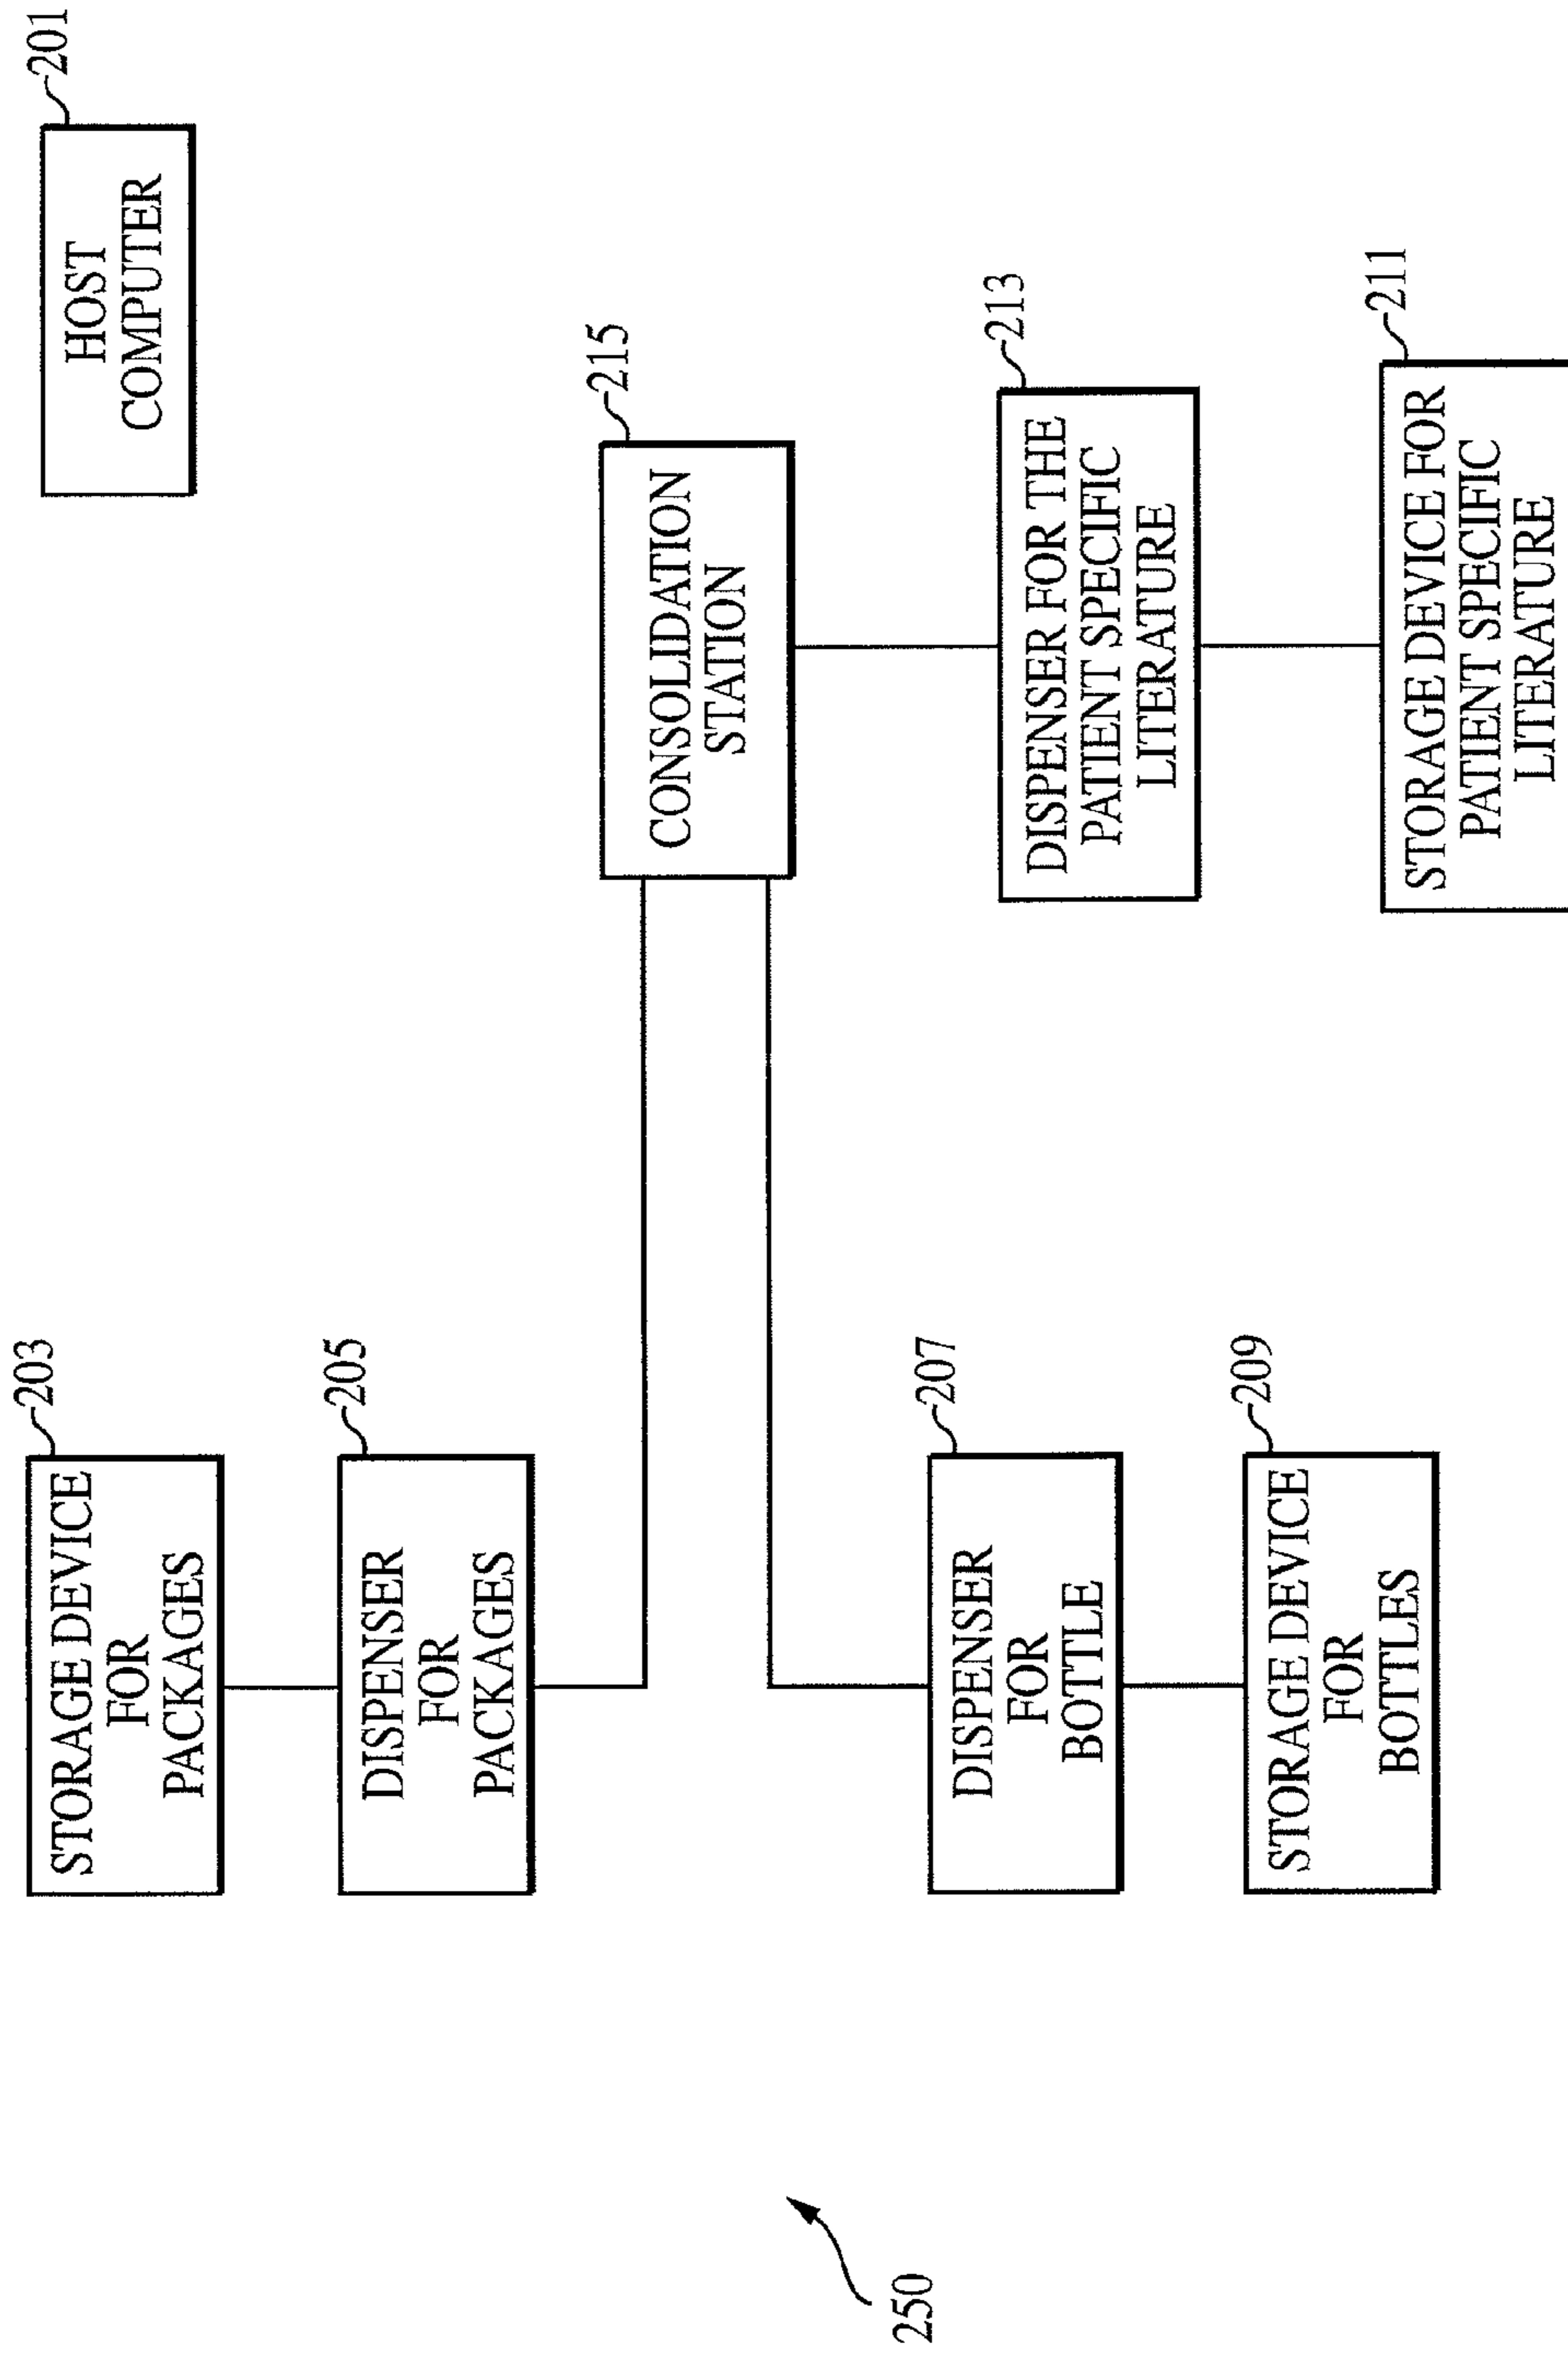 203
STORAGE DEVICE
FOR
PACKAGES
201
HOST
COMPUTER
205
DISPENSER
FOR
PACKAGES
215
CONSOLIDATION
STATION
250
207
DISPENSER
FOR
BOTTLE
213
DISPENSER FOR THE
PATIENT SPECIFIC
LITERATURE
209
STORAGE DEVICE
FOR
BOTTLES
211
STORAGE DEVICE FOR
PATIENT SPECIFIC
LITERATURE